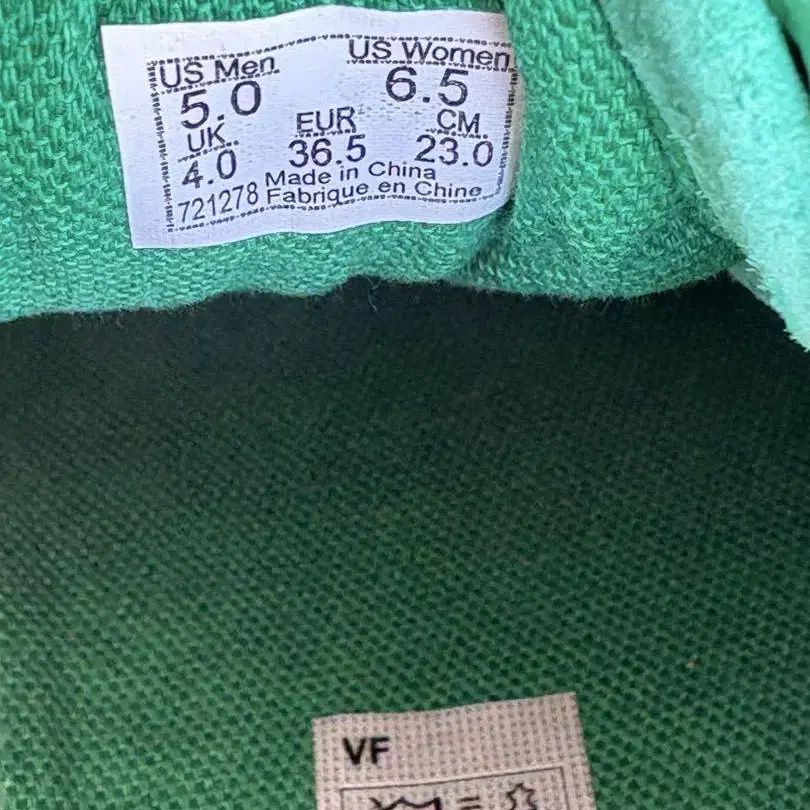 US Men US Women
5.0 6.5
UK EUR CM
4.0 36.5 23.0
Made in China
721278 Fabrique en Chine
VF